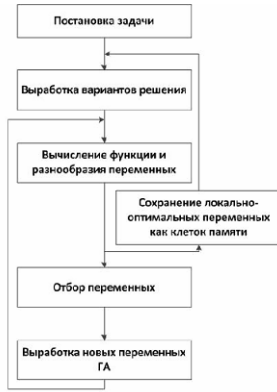 Постановка задачи
Выработка вариантов решения
Вычисление функции и
разнообразия переменных
Сохранение локально-
оптимальных переменных
как клеток памяти
Отбор переменных
Выработка новых переменных
ГА